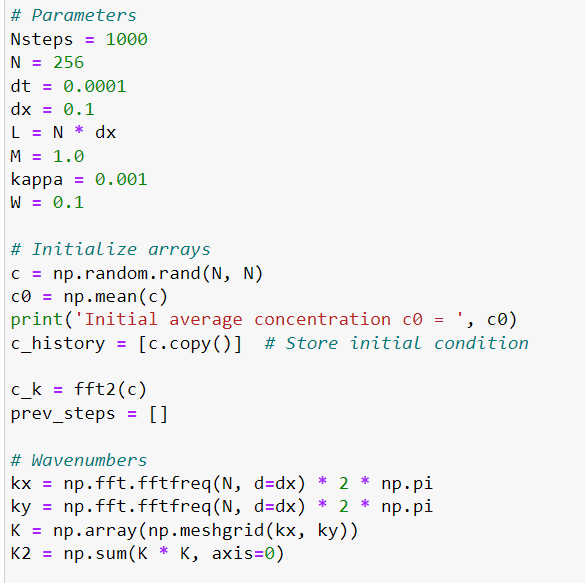 # Parameters
Nsteps = 1000
N = 256
dt = 0.0001
dx = 0.1
L = N * dx
M = 1.0
kappa = 0.001
W = 0.1
# Initialize arrays
c = np.random.rand(N, N)
c0 = np.mean(c)
print('Initial average concentration c0 = ', c0)
c_history = [c.copy()]  # Store initial condition
c_k = fft2(c)
prev_steps = []
# Wavenumbers
kx = np.fft.fftfreq(N, d=dx) * 2 * np.pi
ky = np.fft.fftfreq(N, d=dx) * 2 * np.pi
K = np.array(np.meshgrid(kx, ky))
K2 = np.sum(K * K, axis=0)